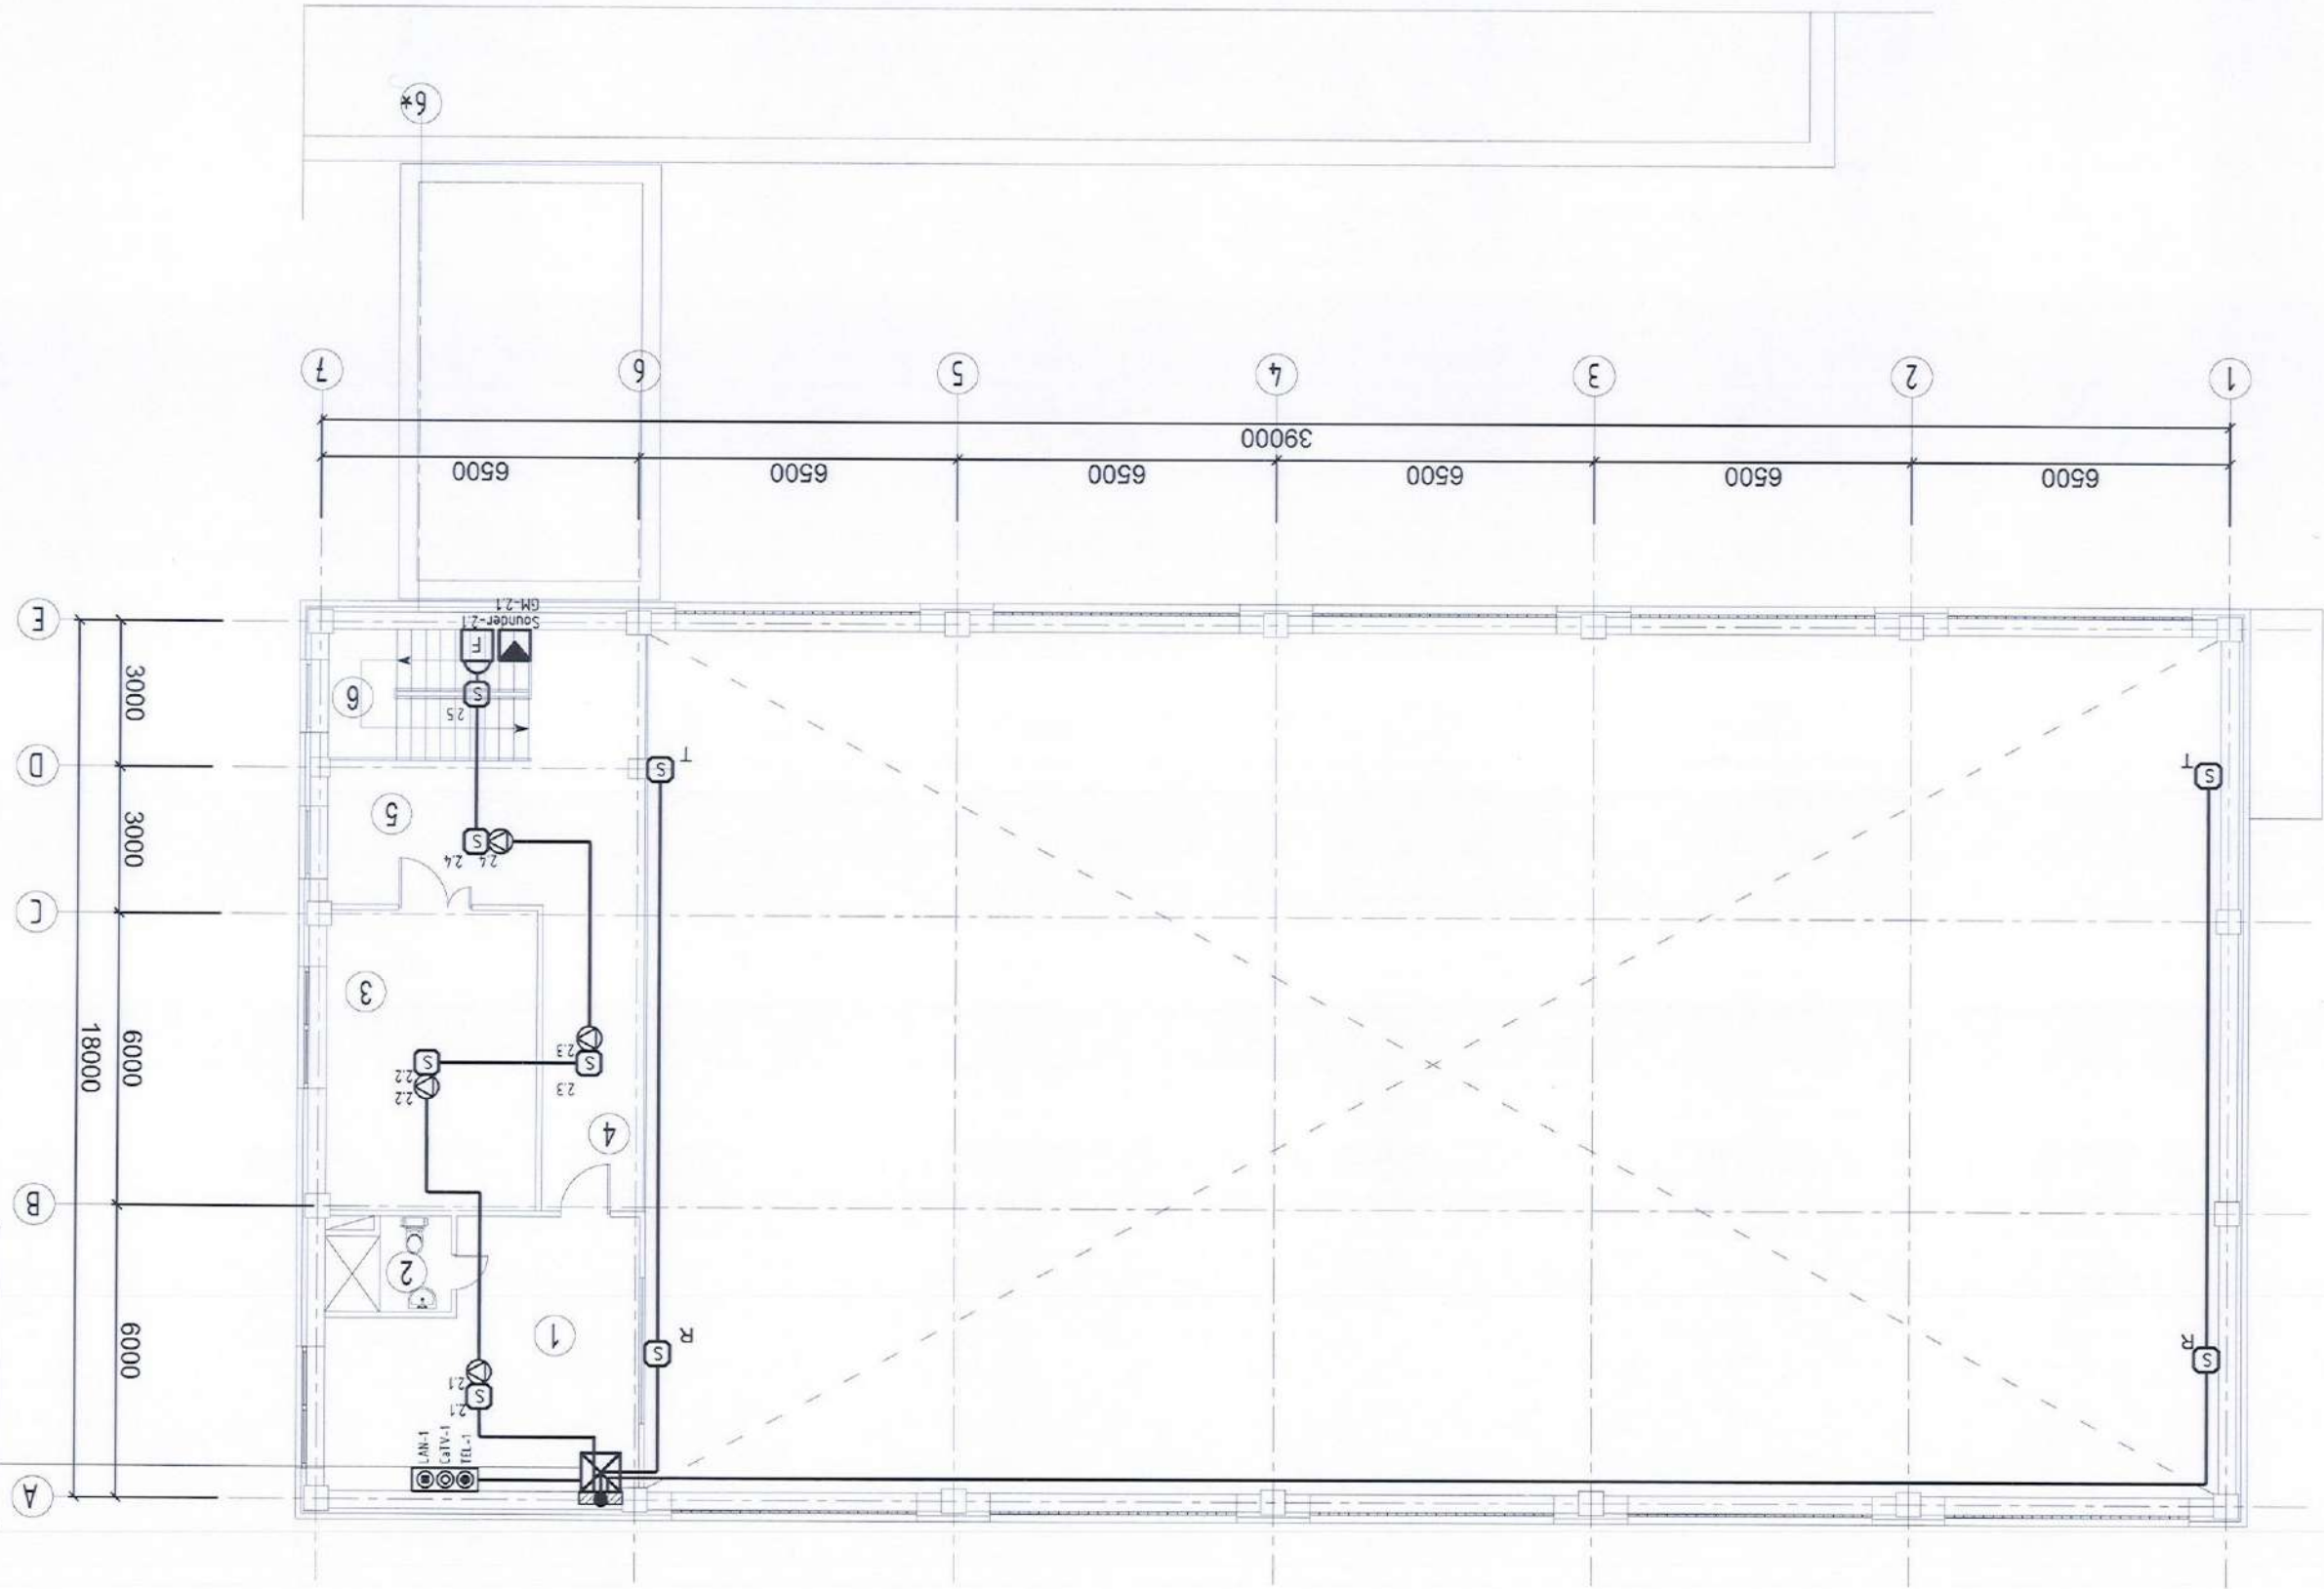 A
TEL-1
CaTV-1
LAN-1
S 2.1
2.1
R S
R S
1
6000
2
B
4
2.2
S 2.2
2.3
S 2.3
18000
6000
3
C
S 2.4
2.4
5
3000
T S
T S
D
2.5
S
6
3000
F
Sounder-2.1
GM-2.1
E
6500 6500 6500 6500 6500 6500
39000
1 2 3 4 5 6 7
6*